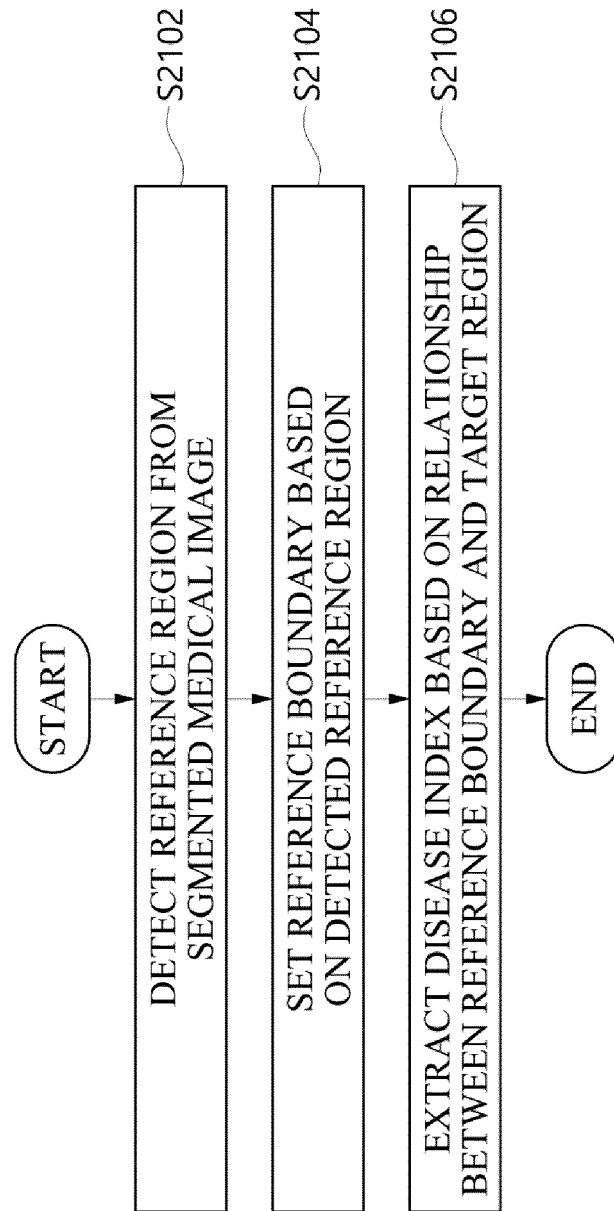 START
DETECT REFERENCE REGION FROM
SEGMENTED MEDICAL IMAGE
S2102
SET REFERENCE BOUNDARY BASED
ON DETECTED REFERENCE REGION
S2104
EXTRACT DISEASE INDEX BASED ON RELATIONSHIP
BETWEEN REFERENCE BOUNDARY AND TARGET REGION
S2106
END